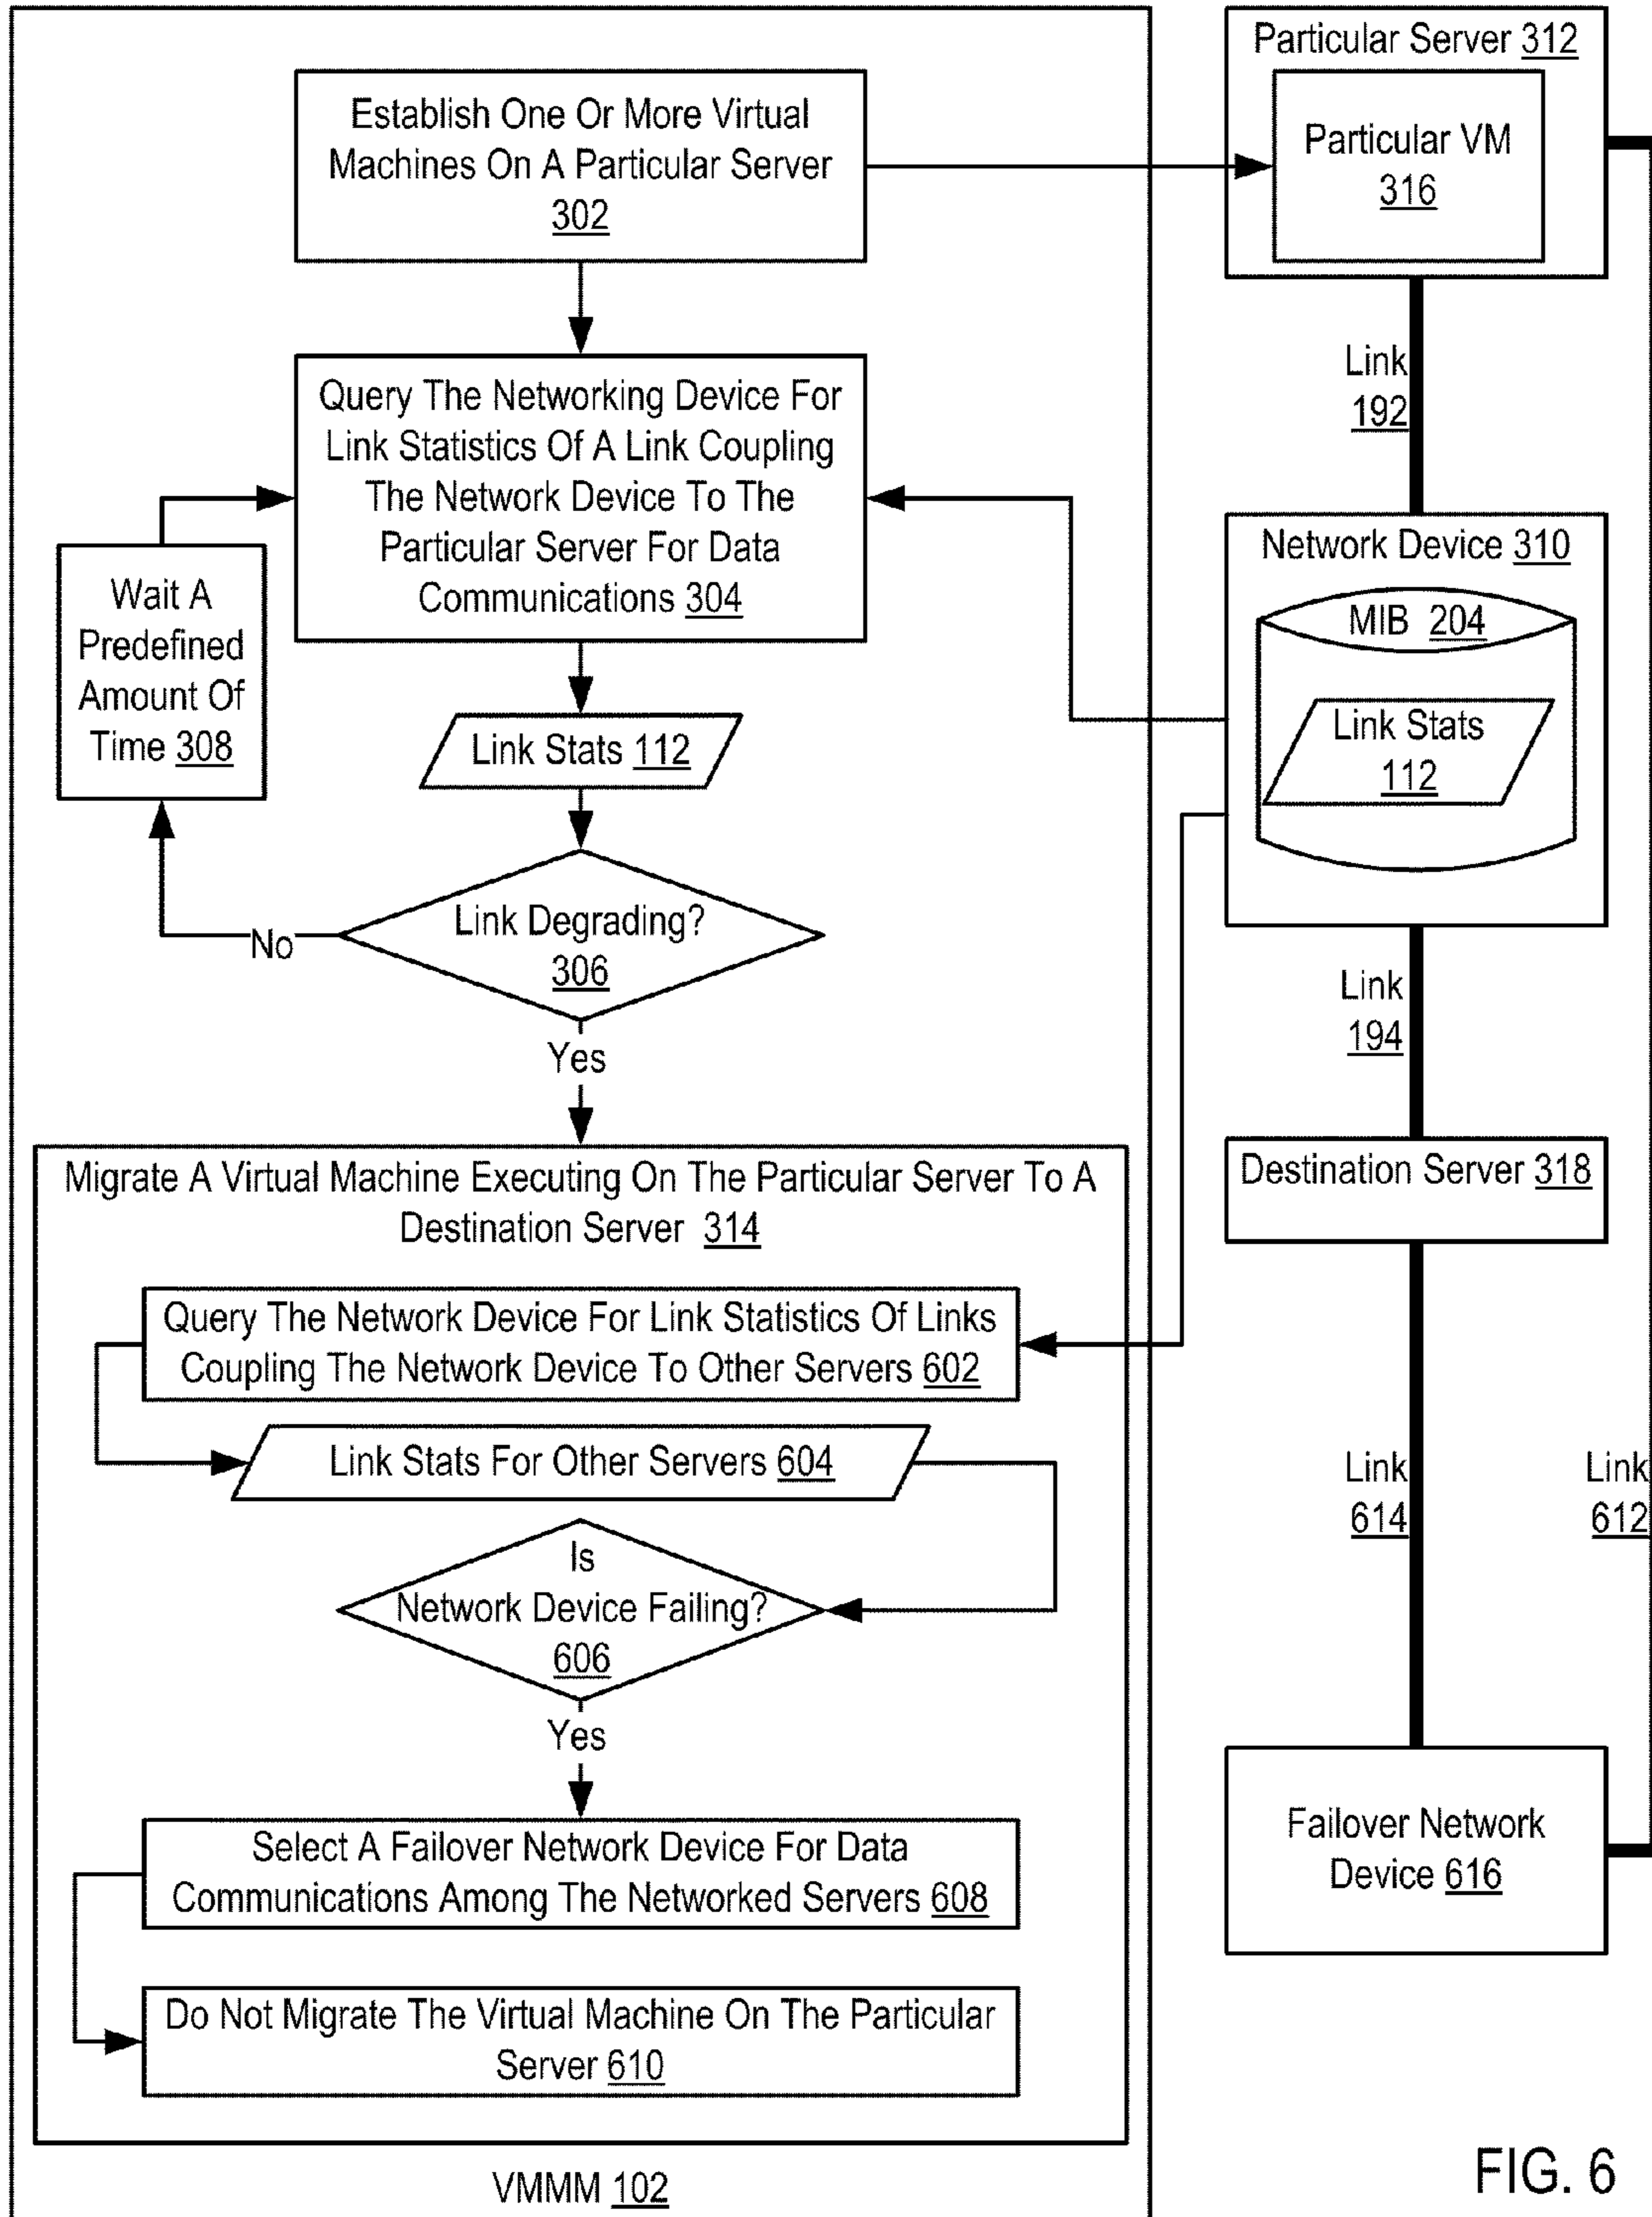 Establish One Or More Virtual
Machines On A Particular Server
302
Query The Networking Device For
Link Statistics Of A Link Coupling
The Network Device To The
Particular Server For Data
Communications 304
Wait A
Predefined
Amount Of
Time 308
Link Stats 112
Link Degrading?
306
No
Yes
Migrate A Virtual Machine Executing On The Particular Server To A
Destination Server 314
Query The Network Device For Link Statistics Of Links
Coupling The Network Device To Other Servers 602
Link Stats For Other Servers 604
Is
Network Device Failing?
606
Yes
Select A Failover Network Device For Data
Communications Among The Networked Servers 608
Do Not Migrate The Virtual Machine On The Particular
Server 610
VMMM 102
Particular Server 312
Particular VM
316
Link
192
Network Device 310
MIB 204
Link Stats
112
Link
194
Destination Server 318
Link
614
Link
612
Failover Network
Device 616
FIG. 6